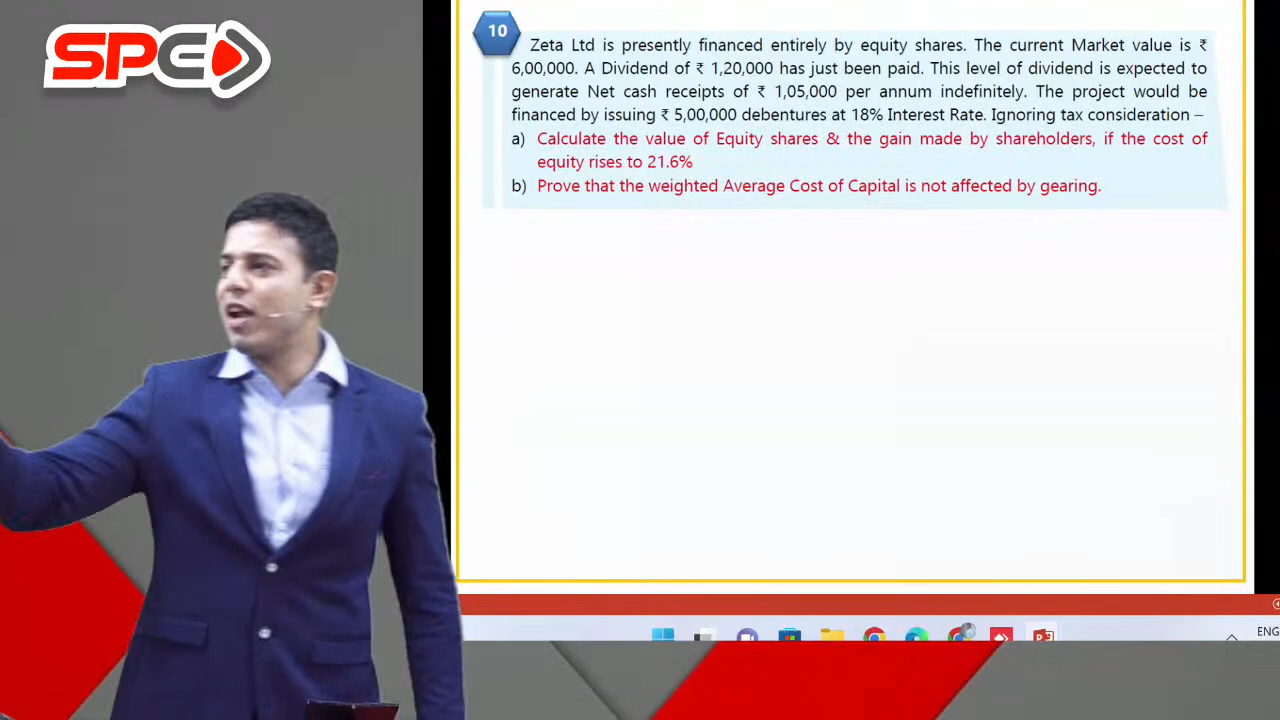 SPC
10
Zeta Ltd is presently financed entirely by equity shares. The current Market value is ₹
6,00,000. A Dividend of ₹ 1,20,000 has just been paid. This level of dividend is expected to
generate Net cash receipts of ₹ 1,05,000 per annum indefinitely. The project would be
financed by issuing ₹ 5,00,000 debentures at 18% Interest Rate. Ignoring tax consideration –
a) Calculate the value of Equity shares & the gain made by shareholders, if the cost of
equity rises to 21.6%
b) Prove that the weighted Average Cost of Capital is not affected by gearing.
ENG